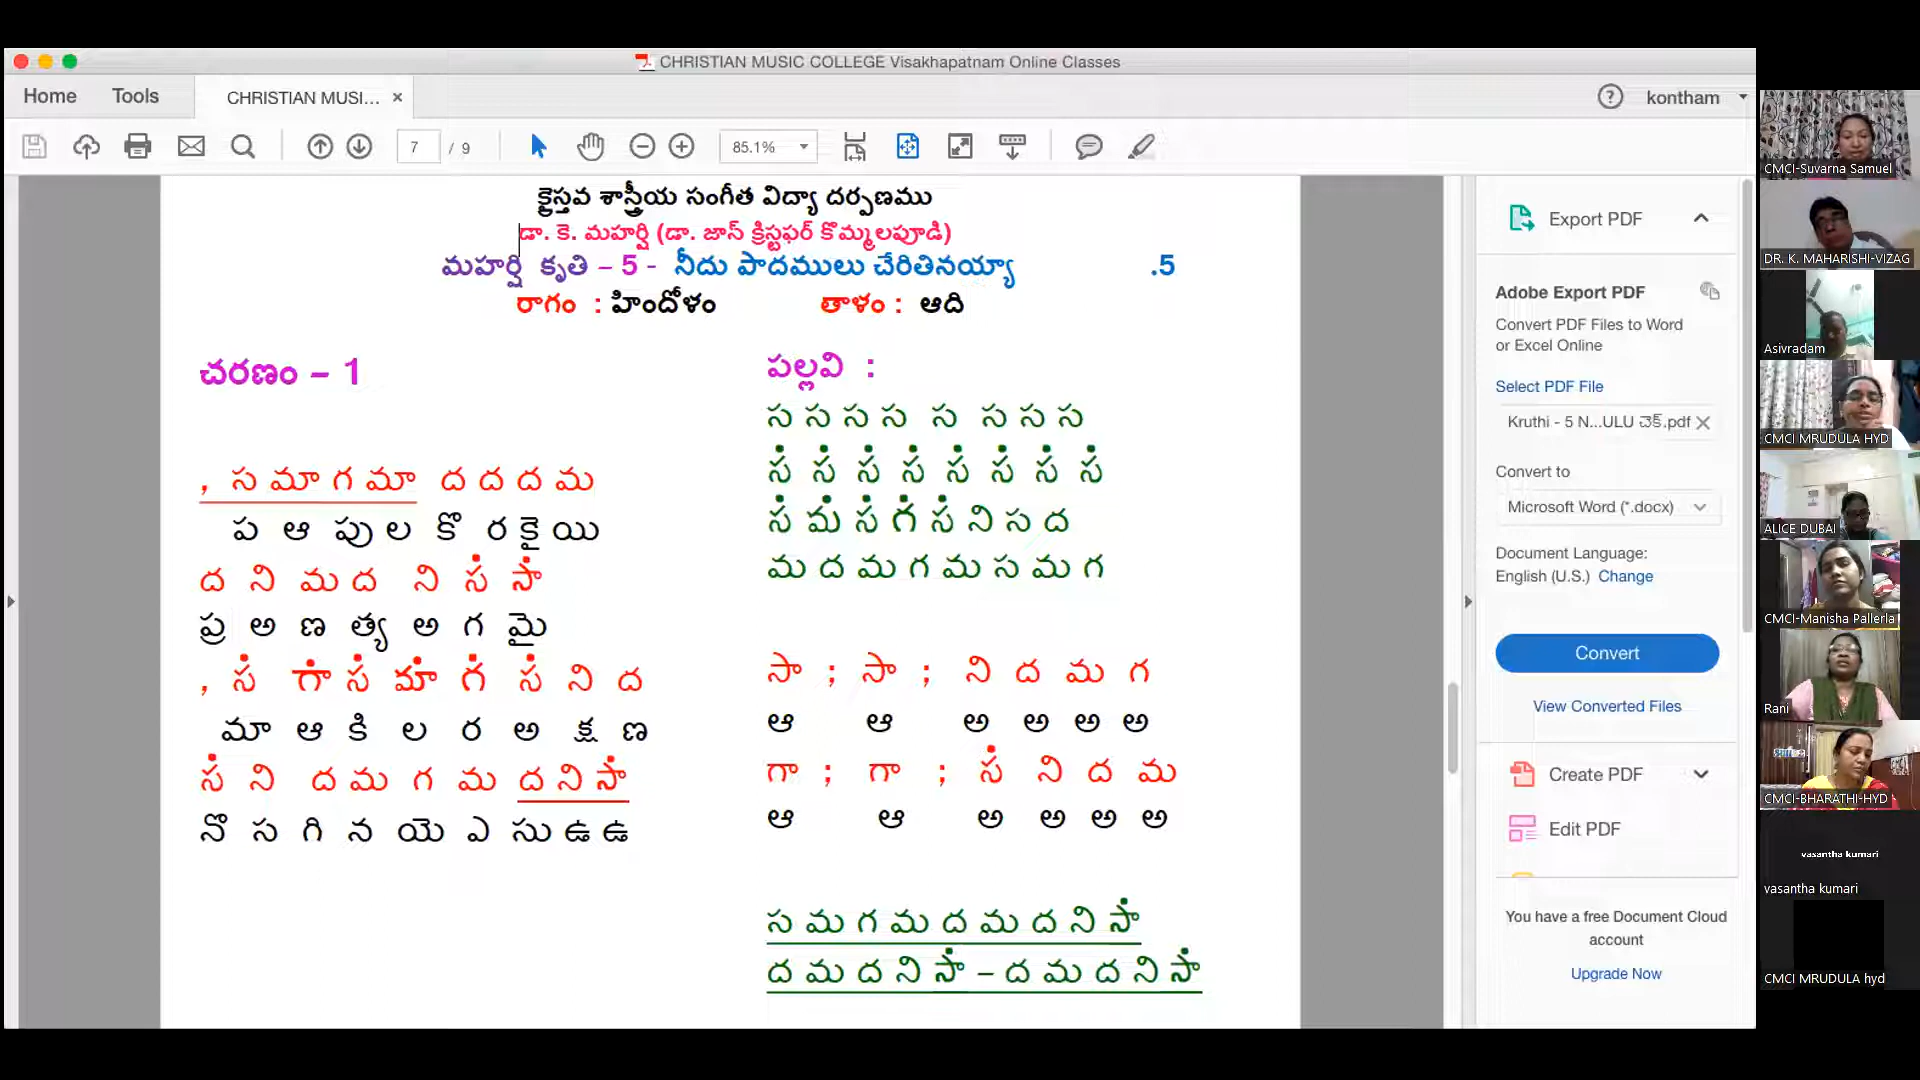 CHRISTIAN MUSIC COLLEGE Visakhapatnam Online Classes
Home Tools CHRISTIAN MUSI... × kontham
7 / 9 85.1%
క్రైస్తవ శాస్త్రీయ సంగీత విద్యా దర్పణము
డా. కె. మహర్షి (డా. జాన్ క్రిస్టఫర్ కొమ్మలపూడి)
మహర్షి కృతి – 5 - నీదు పాదములు చేరితినయ్యా .5
రాగం : హిందోళం తాళం : ఆది
చరణం – 1
, స మా గ మా ద ద ద మ
ప ఆ పు ల కొ ర కై యి
ద ని మ ద ని స̇ సా̇
ప్ర అ ణ త్య అ గ మై
, స̇ గా̇ స̇ మా̇ గ̇ స̇ ని ద
మా ఆ కి ల ర అ క్ష ణ
స̇ ని ద మ గ మ ద ని సా̇
నొ స గి న యె ఎ సు ఉ ఉ
పల్లవి :
స స స స స స స స
స̇ స̇ స̇ స̇ స̇ స̇ స̇ స̇
స̇ మ̇ స̇ గ̇ స̇ ని స ద
మ ద మ గ మ స మ గ
సా ; సా ; ని ద మ గ
ఆ ఆ అ అ అ అ
గా ; గా ; స̇ ని ద మ
ఆ ఆ అ అ అ అ
స మ గ మ ద మ ద ని సా̇
ద మ ద ని సా̇ – ద మ ద ని సా̇
Export PDF
Adobe Export PDF
Convert PDF Files to Word
or Excel Online
Select PDF File
Kruthi - 5 N...ULU చెక్.pdf ×
Convert to
Microsoft Word (*.docx)
Document Language:
English (U.S.) Change
Convert
View Converted Files
Create PDF
Edit PDF
You have a free Document Cloud
account
Upgrade Now
CMCI-Suvarna Samuel
DR. K. MAHARISHI-VIZAG
Asivradam
CMCI MRUDULA HYD
ALICE DUBAI
CMCI-Manisha Pallerla
Rani
CMCI-BHARATHI-HYD
vasantha kumari
vasantha kumari
CMCI MRUDULA hyd